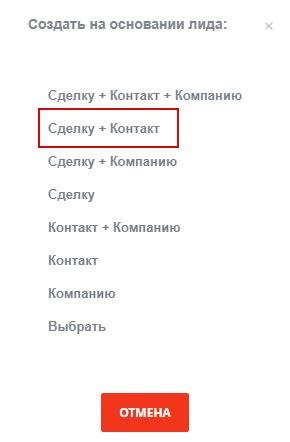 Создать на основании лида:
Сделку + Контакт + Компанию
Сделку + Контакт
Сделку + Компанию
Сделку
Контакт + Компанию
Контакт
Компанию
Выбрать
ОТМЕНА